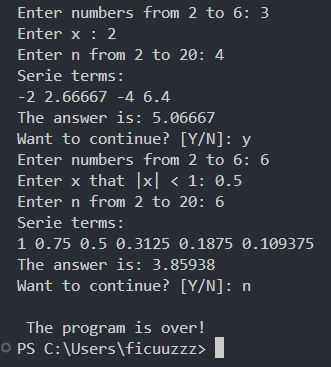 Enter numbers from 2 to 6: 3
Enter x : 2
Enter n from 2 to 20: 4
Serie terms:
-2 2.66667 -4 6.4
The answer is: 5.06667
Want to continue? [Y/N]: y
Enter numbers from 2 to 6: 6
Enter x that |x| < 1: 0.5
Enter n from 2 to 20: 6
Serie terms:
1 0.75 0.5 0.3125 0.1875 0.109375
The answer is: 3.85938
Want to continue? [Y/N]: n
The program is over!
PS C:\Users\ficuuzzz>